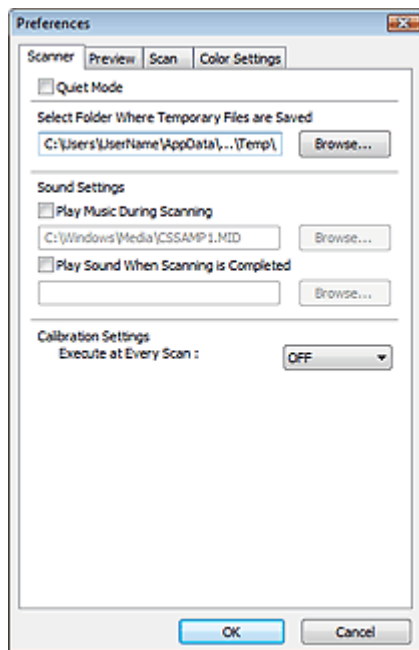 Preferences
Scanner Preview Scan Color Settings
Quiet Mode
Select Folder Where Temporary Files are Saved
C:\Users\UserName\AppData\,...\Temp\, Browse...
Sound Settings
Play Music During Scanning
C:\Windows\Media\CSSAMP1.MID Browse...
Play Sound When Scanning is Completed
Browse...
Calibration Settings
Execute at Every Scan : OFF
OK Cancel